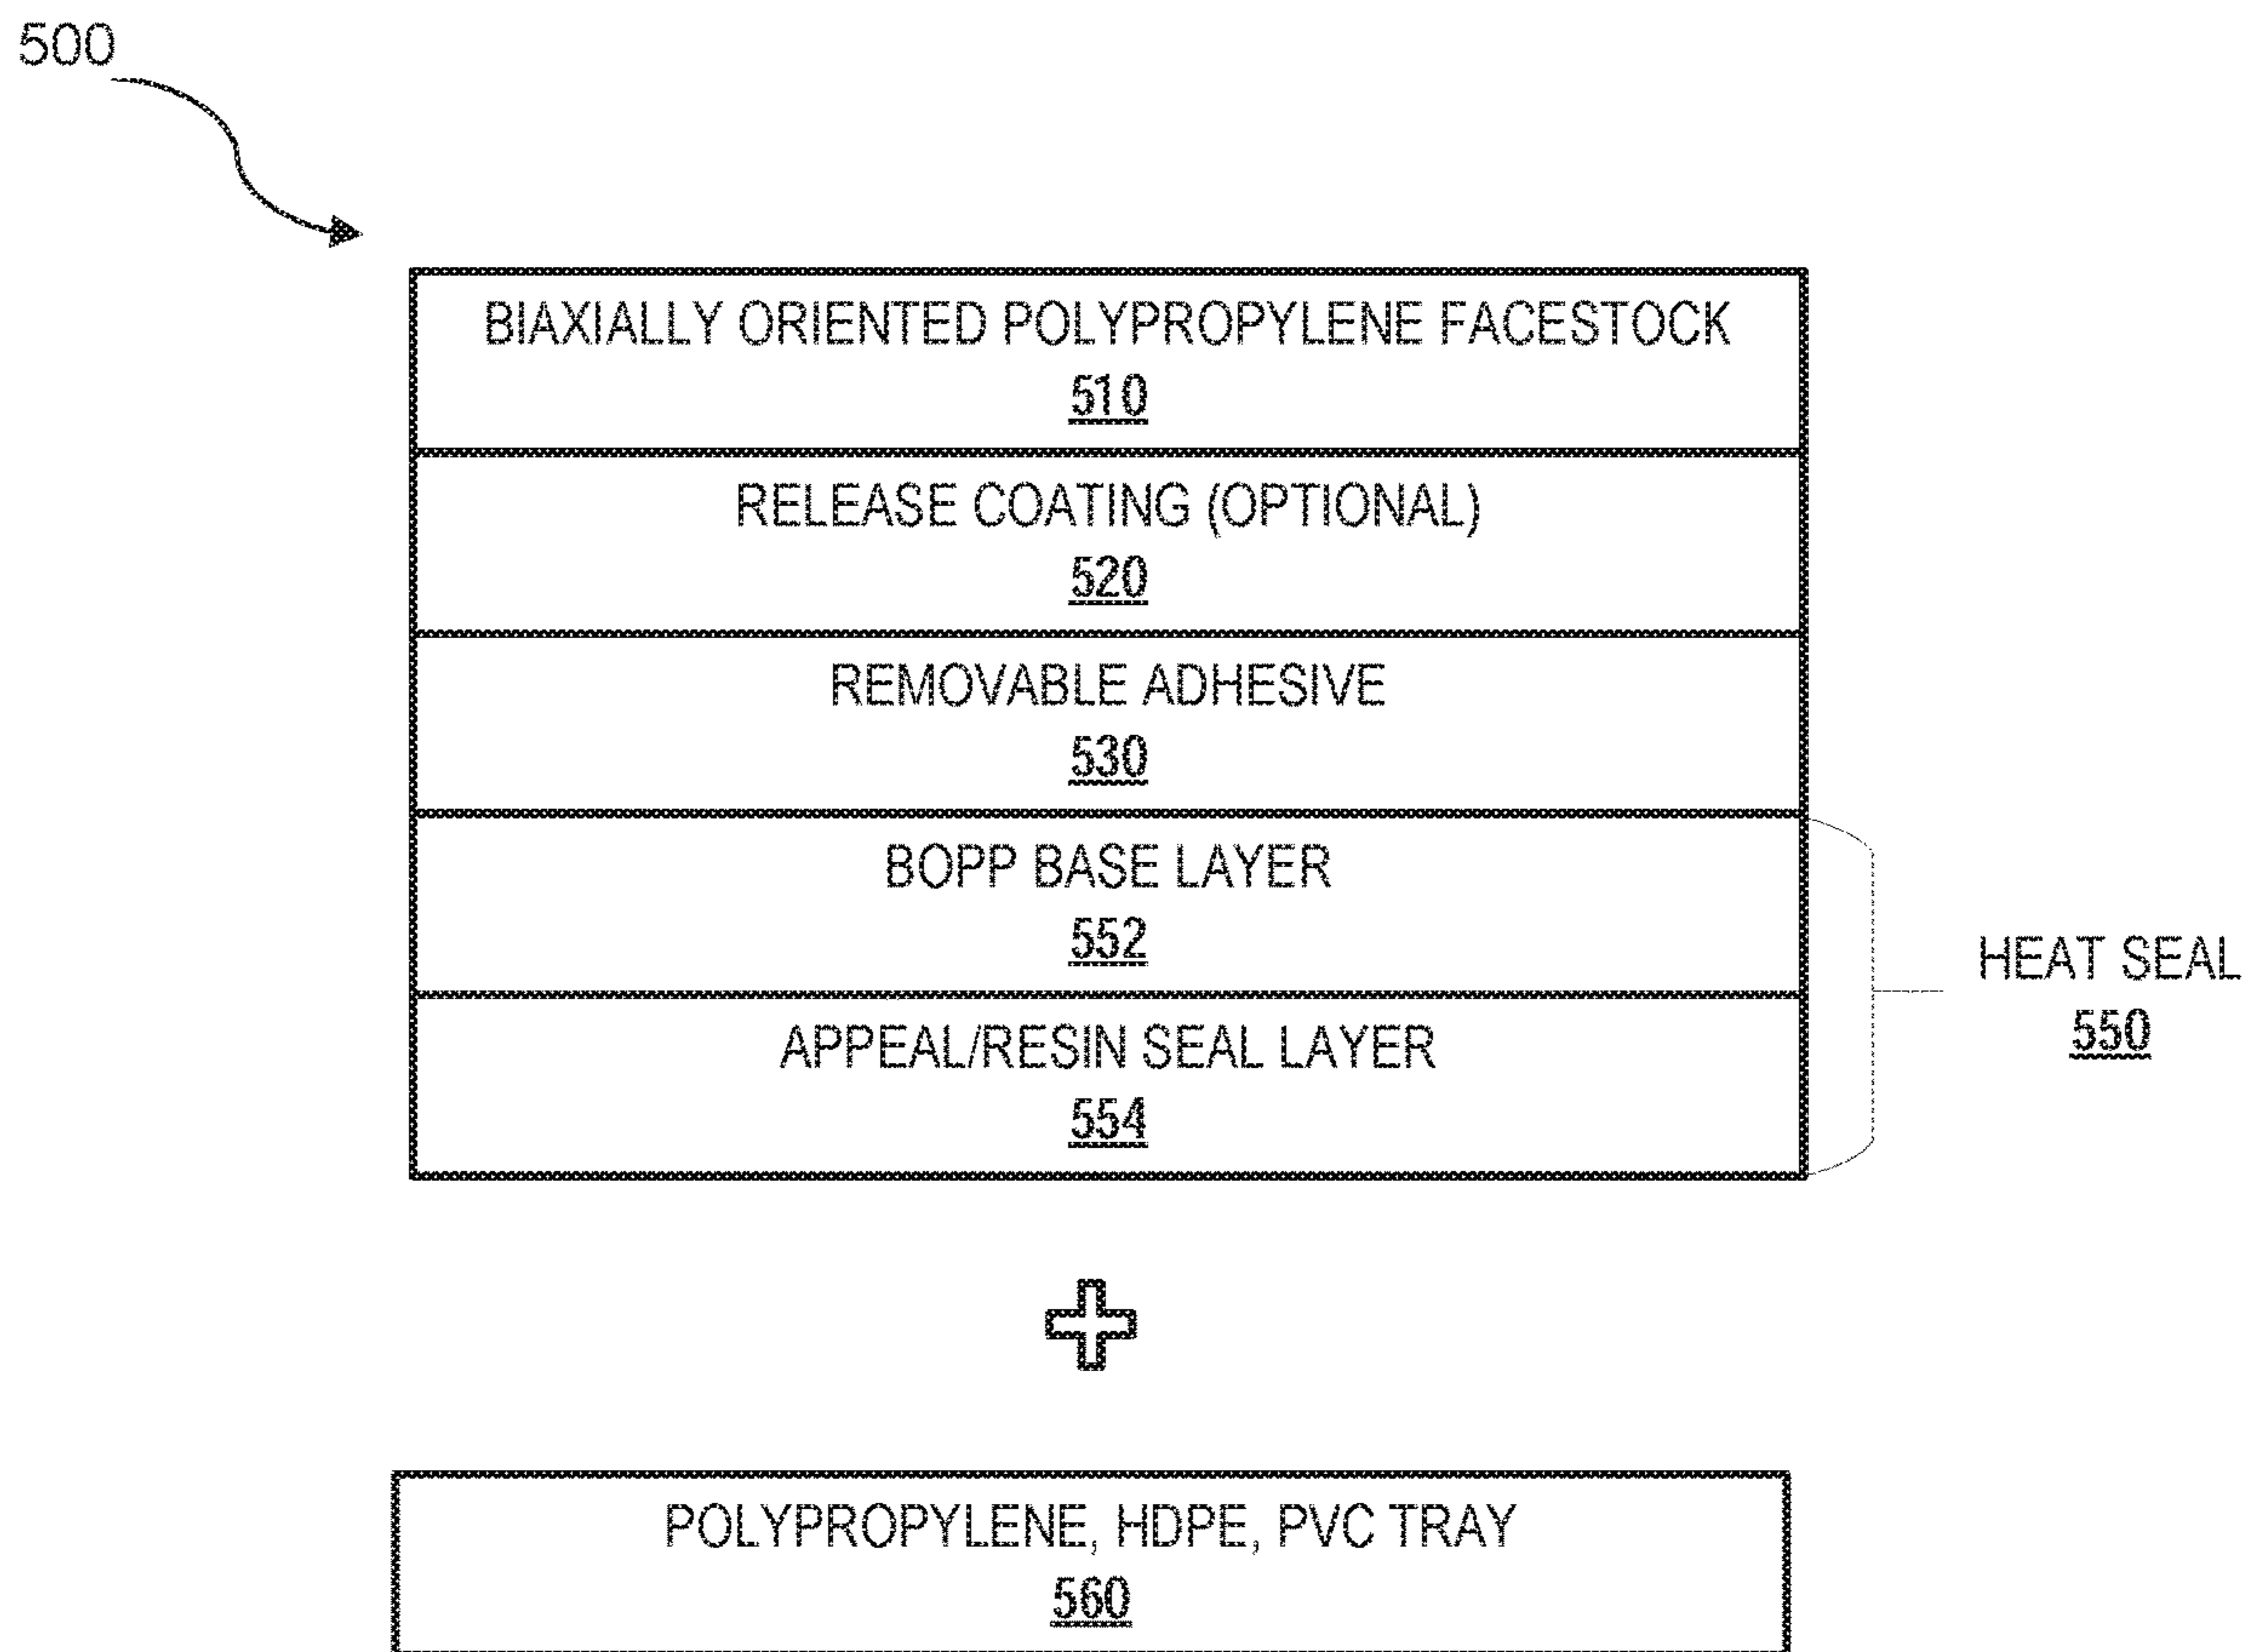 500
BIAXIALLY ORIENTED POLYPROPYLENE FACESTOCK
510
RELEASE COATING (OPTIONAL)
520
REMOVABLE ADHESIVE
530
BOPP BASE LAYER
552
APPEAL/RESIN SEAL LAYER
554
HEAT SEAL
550
POLYPROPYLENE, HDPE, PVC TRAY
560